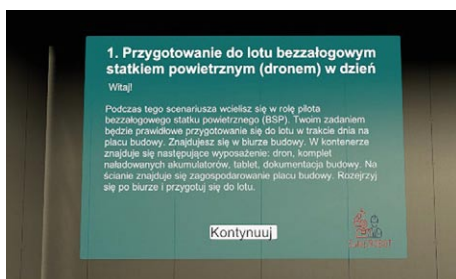 1. Przygotowanie do lotu bezzałogowym
statkiem powietrznym (dronem) w dzień
Witaj!
Podczas tego scenariusza wcielisz się w rolę pilota
bezzałogowego statku powietrznego (BSP). Twoim zadaniem
będzie prawidłowe przygotowanie się do lotu w trakcie dnia na
placu budowy. Znajdujesz się w biurze budowy. W kontenerze
znajduje się następujące wyposażenie: dron, komplet
naładowanych akumulatorów, tablet, dokumentacja budowy. Na
ścianie znajduje się zagospodarowanie placu budowy. Rozejrzyj
się po biurze i przygotuj się do lotu.
Kontynuuj